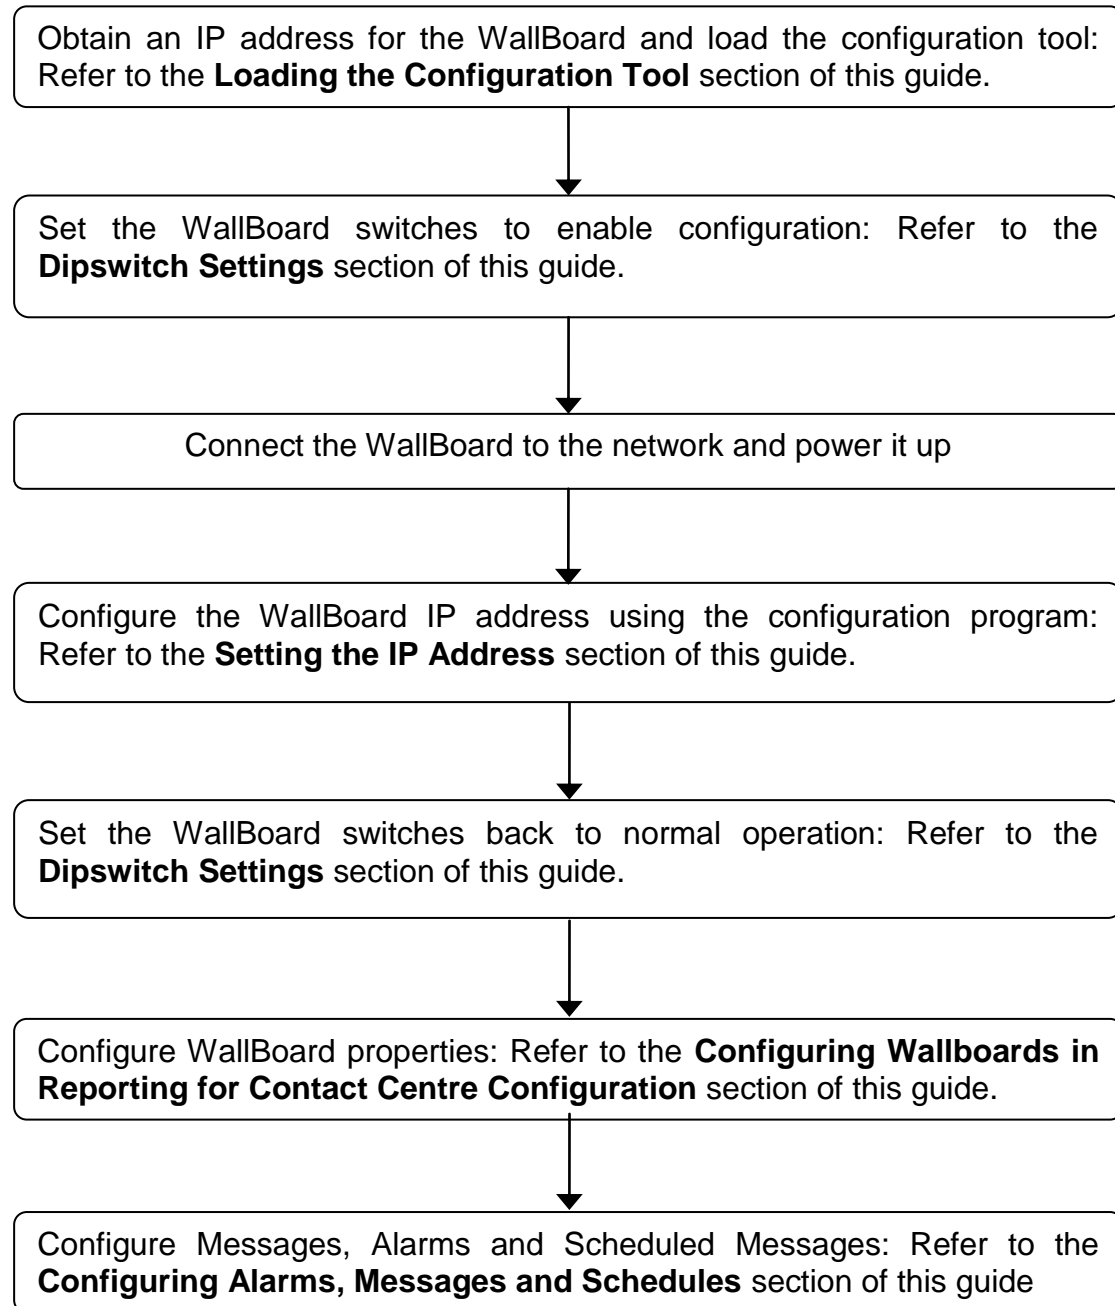 Obtain an IP address for the WallBoard and load the configuration tool:
Refer to the Loading the Configuration Tool section of this guide.
Set the WallBoard switches to enable configuration: Refer to the
Dipswitch Settings section of this guide.
Connect the WallBoard to the network and power it up
Configure the WallBoard IP address using the configuration program:
Refer to the Setting the IP Address section of this guide.
Set the WallBoard switches back to normal operation: Refer to the
Dipswitch Settings section of this guide.
Configure WallBoard properties: Refer to the Configuring Wallboards in
Reporting for Contact Centre Configuration section of this guide.
Configure Messages, Alarms and Scheduled Messages: Refer to the
Configuring Alarms, Messages and Schedules section of this guide